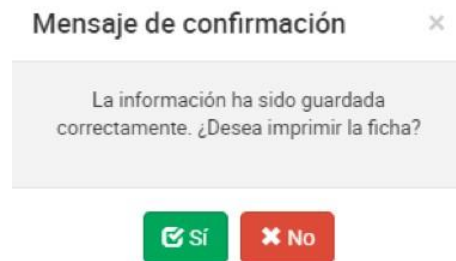 Mensaje de confirmación
La información ha sido guardada
correctamente. ¿Desea imprimir la ficha?
Sí
No